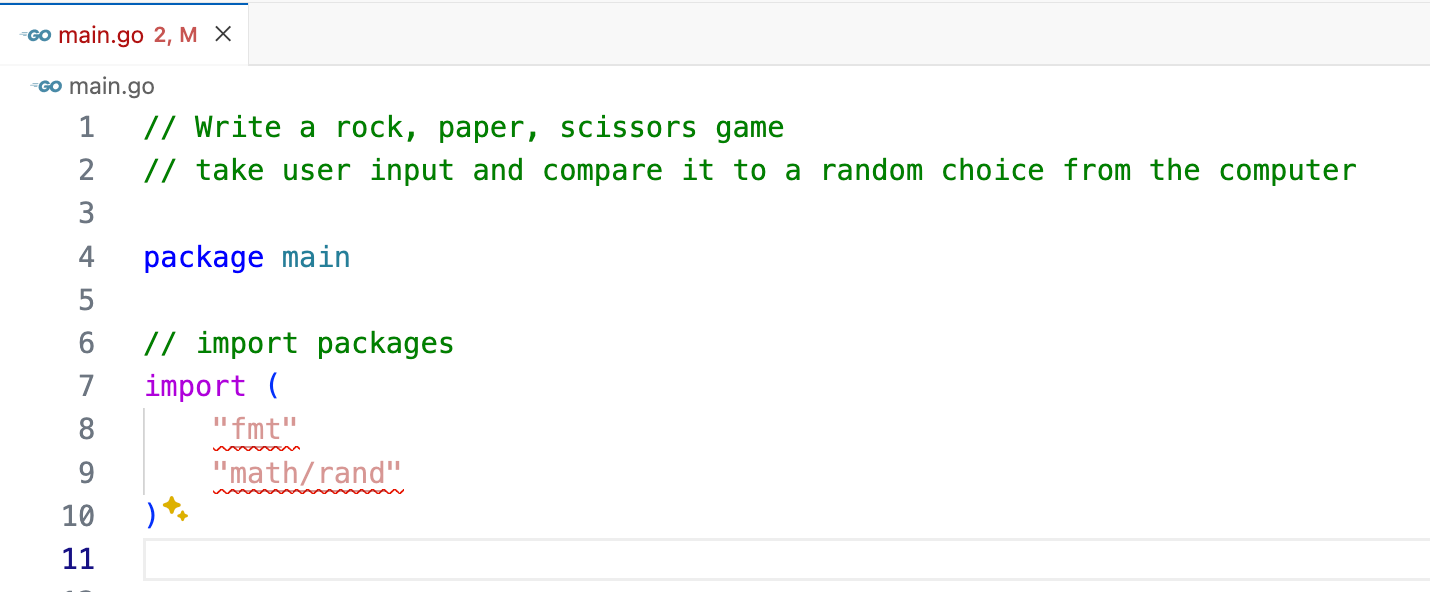 GO main.go 2, M
GO main.go
1 // Write a rock, paper, scissors game
2 // take user input and compare it to a random choice from the computer
3
4 package main
5
6 // import packages
7 import (
8 "fmt"
9 "math/rand"
10 )
11